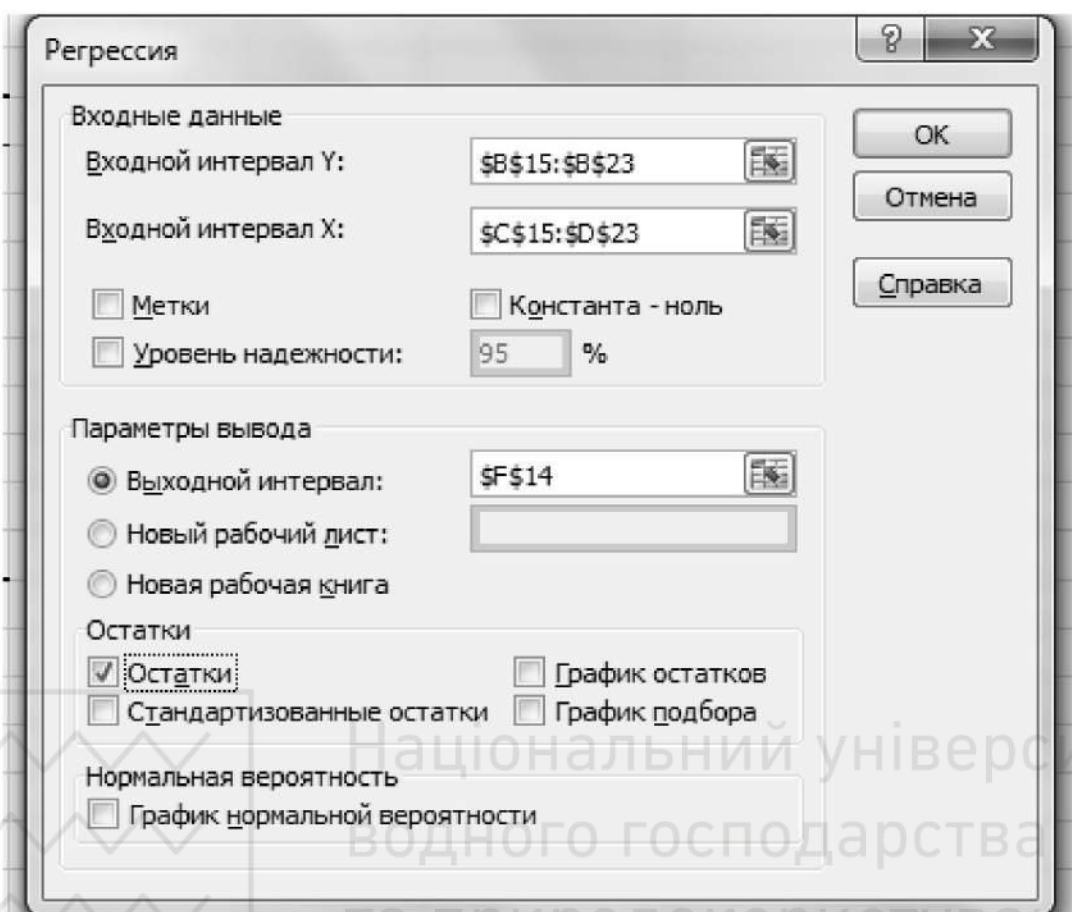 Регрессия
Входные данные
Входной интервал Y: $B$15:$B$23
Входной интервал X: $C$15:$D$23
Метки Константа - ноль
Уровень надежности: 95 %
OK
Отмена
Справка
Параметры вывода
Выходной интервал: $F$14
Новый рабочий лист:
Новая рабочая книга
Остатки
Остатки График остатков
Стандартизованные остатки График подбора
Нормальная вероятность
График нормальной вероятности
Національний універси
водного господарства